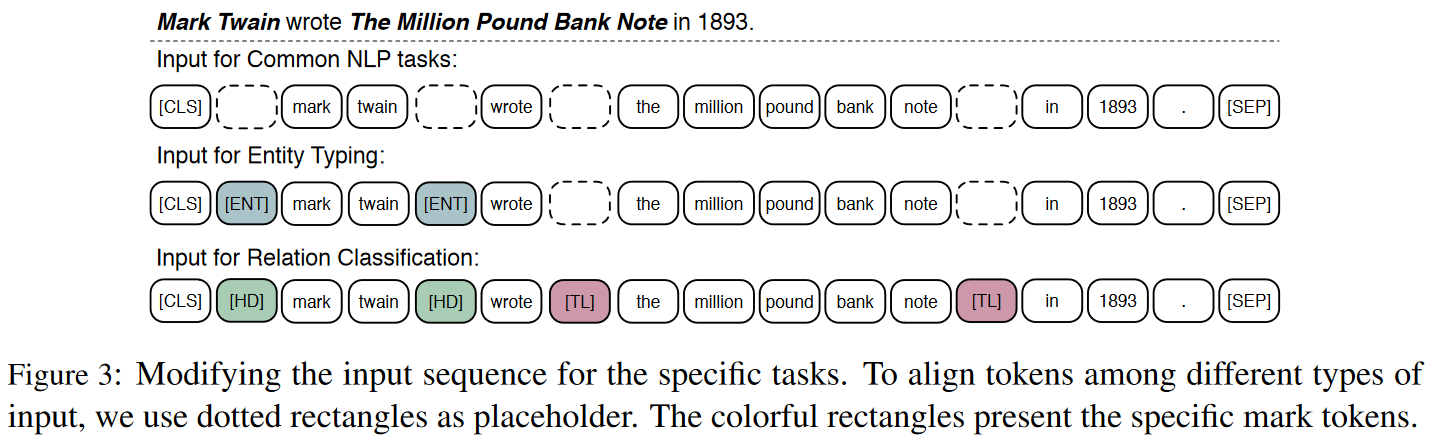 Mark Twain wrote The Million Pound Bank Note in 1893.
Input for Common NLP tasks:
[CLS] mark twain wrote the million pound bank note in 1893 . [SEP]
Input for Entity Typing:
[CLS] [ENT] mark twain [ENT] wrote the million pound bank note in 1893 . [SEP]
Input for Relation Classification:
[CLS] [HD] mark twain [HD] wrote [TL] the million pound bank note [TL] in 1893 . [SEP]
Figure 3: Modifying the input sequence for the specific tasks. To align tokens among different types of
input, we use dotted rectangles as placeholder. The colorful rectangles present the specific mark tokens.